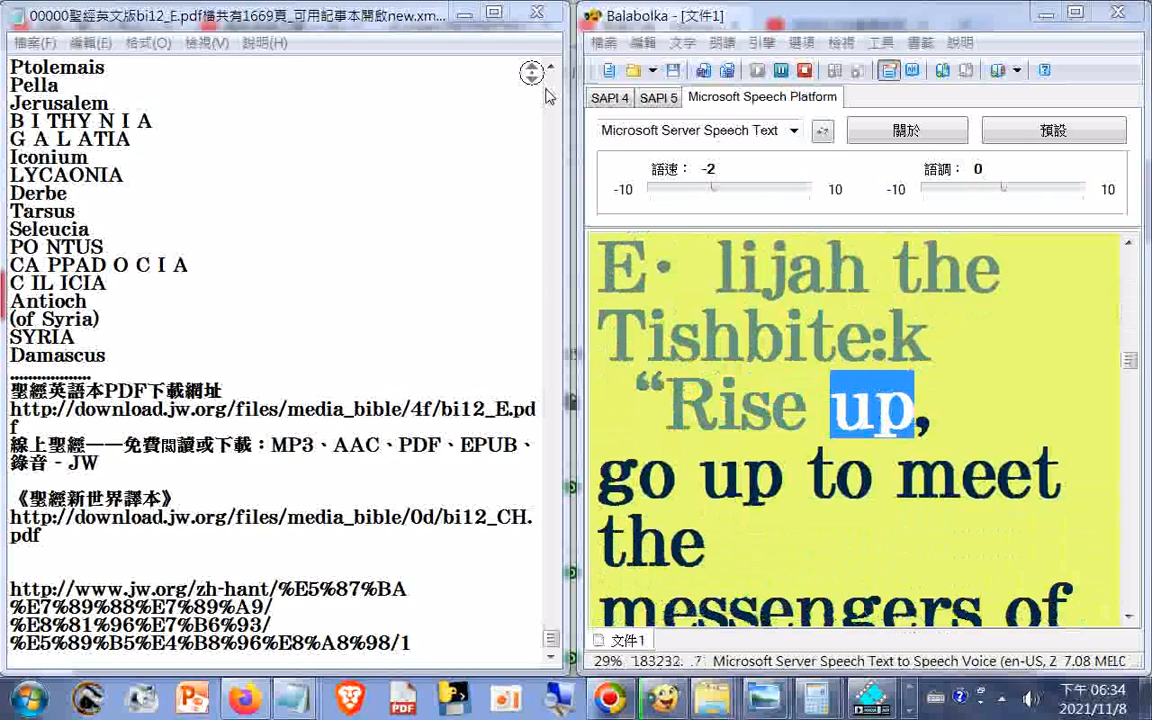 00000聖經英文版bi12_E.pdf檔共有1669頁_可用記事本開啟new.xm...
檔案(F) 編輯(E) 格式(O) 檢視(V) 說明(H)
Ptolemais
Pella
Jerusalem
B I THY N I A
G A L ATIA
Iconium
LYCAONIA
Derbe
Tarsus
Seleucia
PO NTUS
CA PPAD O C I A
C IL ICIA
Antioch
(of Syria)
SYRIA
Damascus
..................
聖經英語本PDF下載網址
http://download.jw.org/files/media_bible/4f/bi12_E.pd
f
線上聖經——免費閱讀或下載：MP3、AAC、PDF、EPUB、
錄音 - JW
《聖經新世界譯本》
http://download.jw.org/files/media_bible/0d/bi12_CH.
pdf
http://www.jw.org/zh-hant/%E5%87%BA
%E7%89%88%E7%89%A9/
%E8%81%96%E7%B6%93/
%E5%89%B5%E4%B8%96%E8%A8%98/1
Balabolka - [文件1]
檔案 編輯 文字 朗讀 引擎 選項 檢視 工具 書籤 說明
SAPI 4 SAPI 5 Microsoft Speech Platform
Microsoft Server Speech Text 關於 預設
語速： -2 語調： 0
-10 10 -10 10
E· lijah the
Tishbite:k
“Rise up,
go up to meet
the
messengers of
文件1
29% Microsoft Server Speech Text to Speech Voice (en-US, Z
下午 06:34
2021/11/8